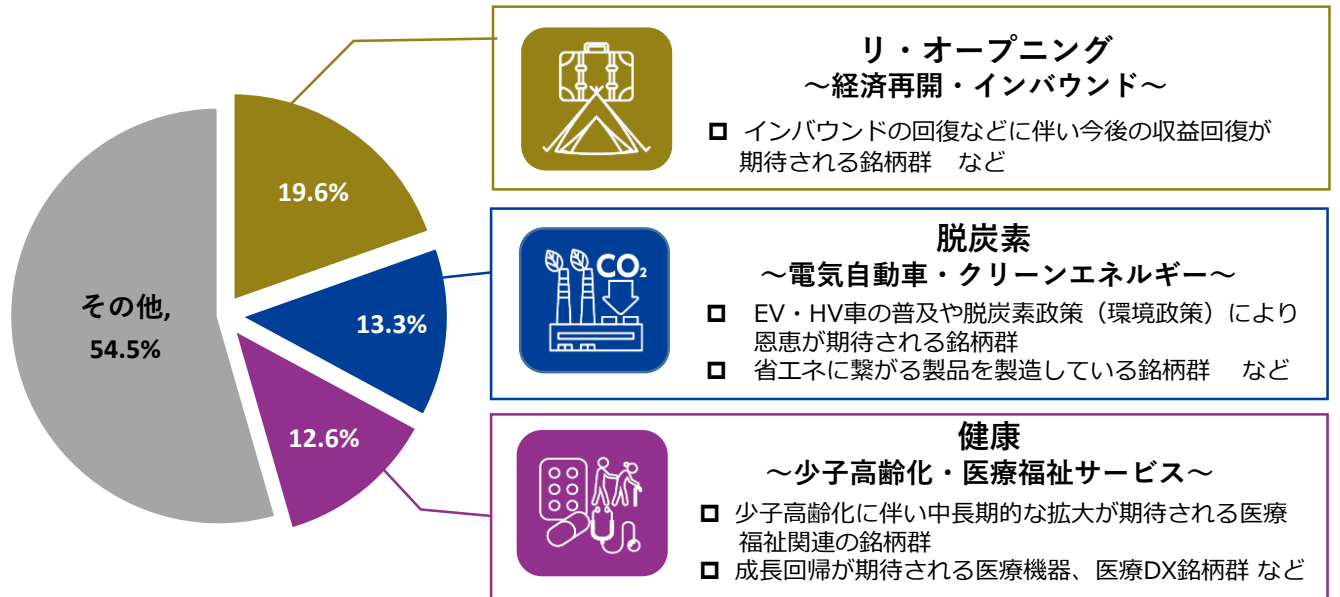 リ・オープニング
～経済再開・インバウンド～
インバウンドの回復などに伴い今後の収益回復が
期待される銘柄群　など
19.6%
脱炭素
～電気自動車・クリーンエネルギー～
CO₂
EV・HV車の普及や脱炭素政策（環境政策）により
恩恵が期待される銘柄群
省エネに繋がる製品を製造している銘柄群　など
13.3%
その他,
54.5%
健康
～少子高齢化・医療福祉サービス～
少子高齢化に伴い中長期的な拡大が期待される医療
福祉関連の銘柄群
成長回帰が期待される医療機器、医療DX銘柄群 など
12.6%